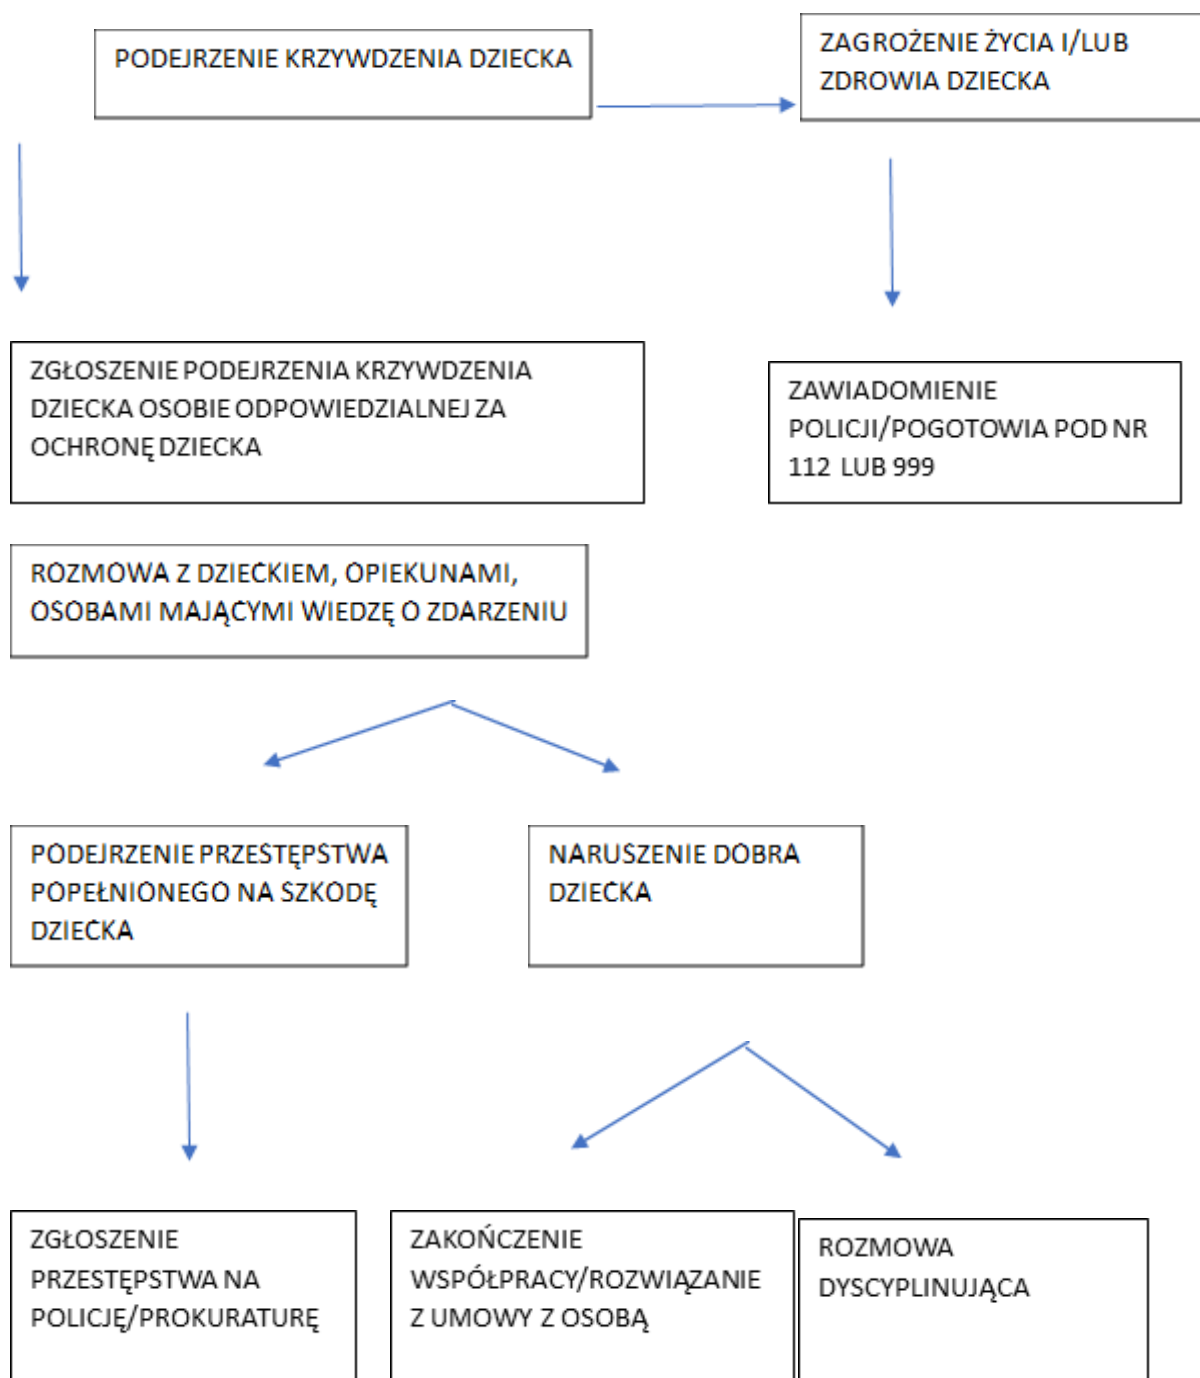 PODEJRZENIE KRZYWDZENIA DZIECKA
ZAGROŻENIE ŻYCIA I/LUB
ZDROWIA DZIECKA
ZGŁOSZENIE PODEJRZENIA KRZYWDZENIA
DZIECKA OSOBIE ODPOWIEDZIALNEJ ZA
OCHRONĘ DZIECKA
ZAWIADOMIENIE
POLICJI/POGOTOWIA POD NR
112 LUB 999
ROZMOWA Z DZIECKIEM, OPIEKUNAMI,
OSOBAMI MAJĄCYMI WIEDZĘ O ZDARZENIU
PODEJRZENIE PRZESTĘPSTWA
POPEŁNIONEGO NA SZKODĘ
DZIECKA
NARUSZENIE DOBRA
DZIECKA
ZGŁOSZENIE
PRZESTĘPSTWA NA
POLICJĘ/PROKURATURĘ
ZAKOŃCZENIE
WSPÓŁPRACY/ROZWIĄZANIE
Z UMOWY Z OSOBĄ
ROZMOWA
DYSCYPLINUJĄCA